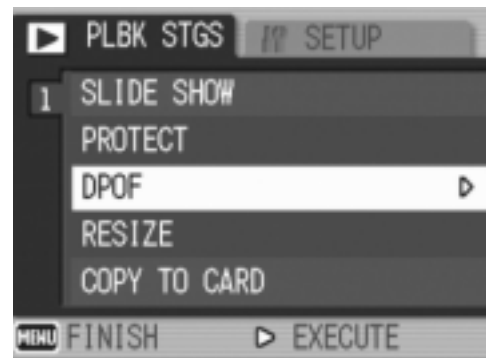 PLBK STGS SETUP
1 SLIDE SHOW
PROTECT
DPOF
RESIZE
COPY TO CARD
MENU FINISH EXECUTE